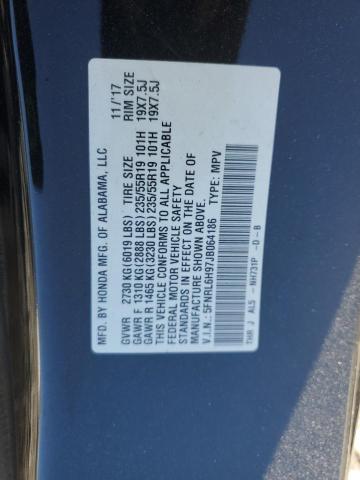 MFD. BY HONDA MFG. OF ALABAMA, LLC 11/'17
TIRE SIZE RIM SIZE
GVWR 2730 KG(6019 LBS)
GAWR F 1310 KG(2888 LBS) 235/55R19 101H 19X7.5J
GAWR R 1465 KG(3230 LBS) 235/55R19 101H 19X7.5J
THIS VEHICLE CONFORMS TO ALL APPLICABLE
FEDERAL MOTOR VEHICLE SAFETY
STANDARDS IN EFFECT ON THE DATE OF
MANUFACTURE SHOWN ABOVE.
V.I.N.: 5FNRL6H97JB064186 TYPE: MPV
THR J AL5 -NH731P -D-B